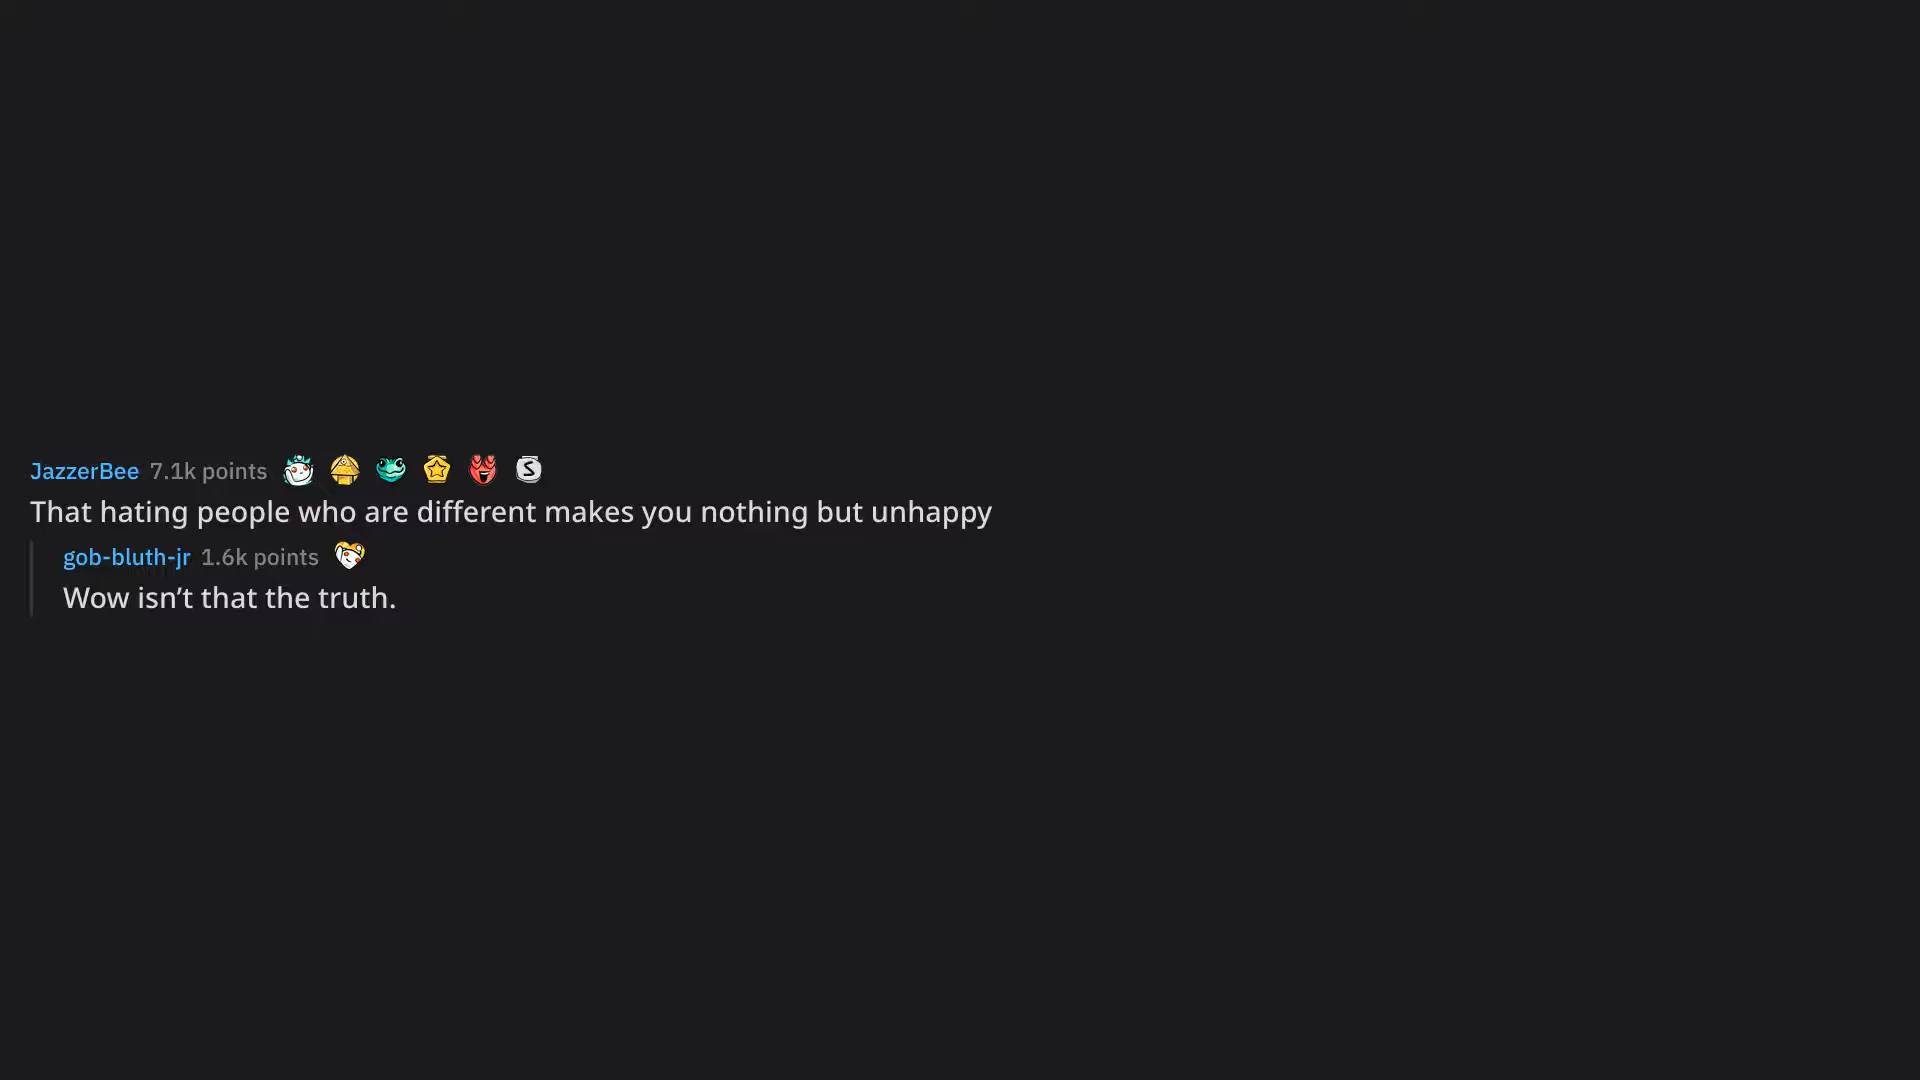 JazzerBee 7.1k points
That hating people who are different makes you nothing but unhappy
gob-bluth-jr 1.6k points
Wow isn’t that the truth.